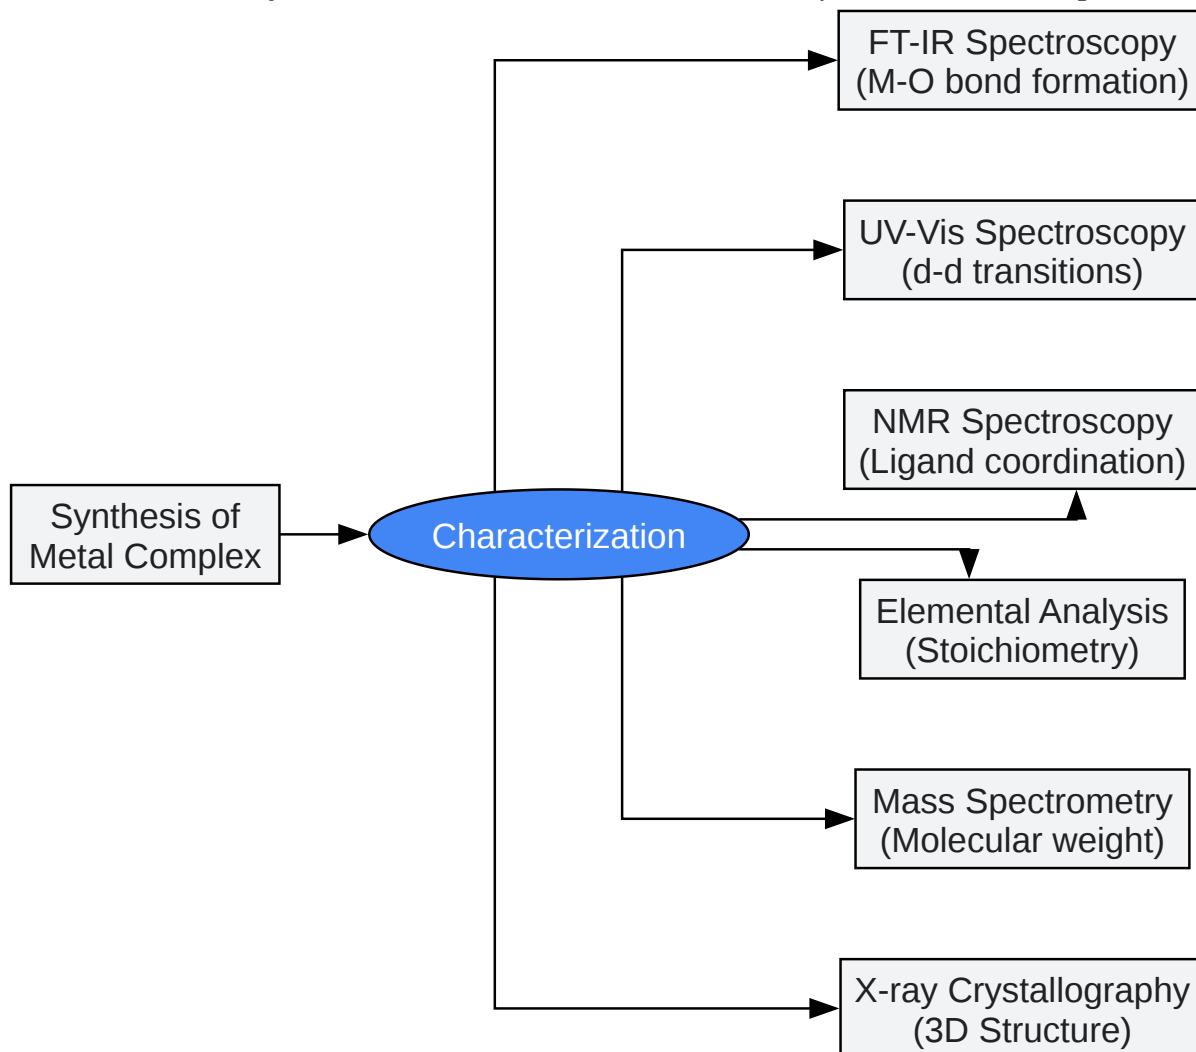 FT-IR Spectroscopy
(M-O bond formation)
UV-Vis Spectroscopy
(d-d transitions)
NMR Spectroscopy
(Ligand coordination)
Synthesis of
Metal Complex
Characterization
Elemental Analysis
(Stoichiometry)
Mass Spectrometry
(Molecular weight)
X-ray Crystallography
(3D Structure)